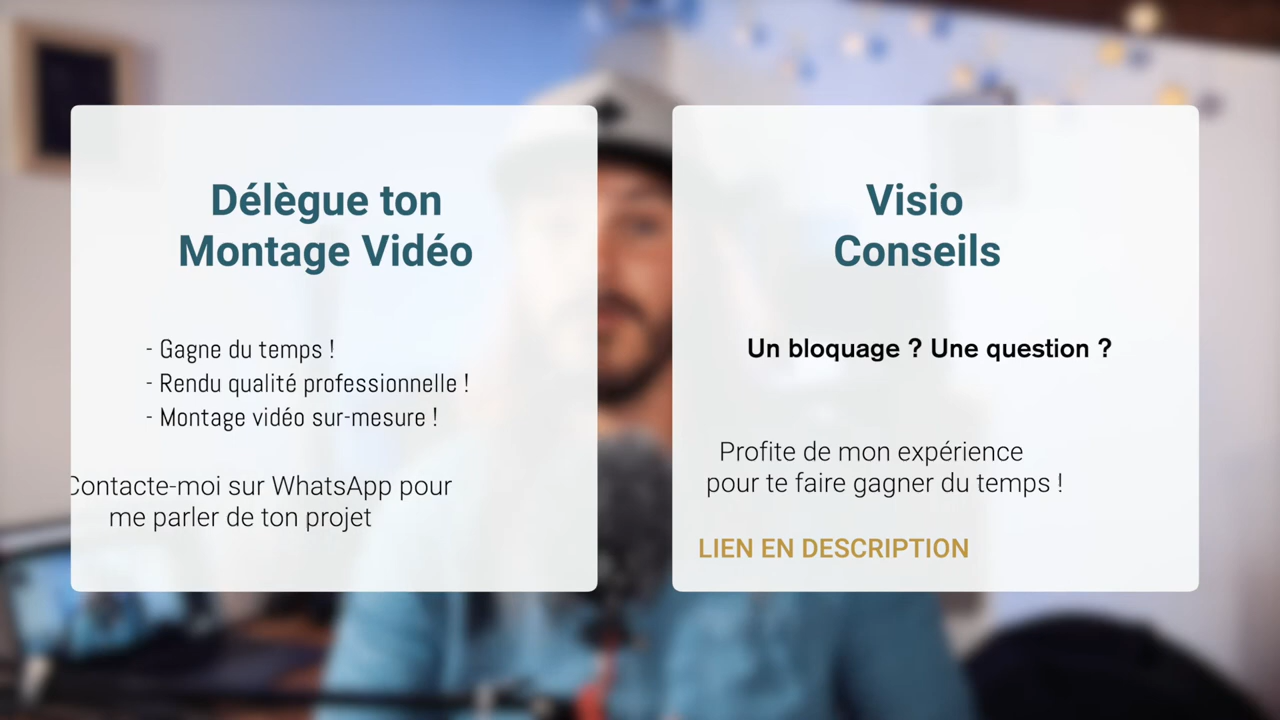 Délègue ton
Montage Vidéo
- Gagne du temps !
- Rendu qualité professionnelle !
- Montage vidéo sur-mesure !
Contacte-moi sur WhatsApp pour
me parler de ton projet
Visio
Conseils
Un bloquage ? Une question ?
Profite de mon expérience
pour te faire gagner du temps !
LIEN EN DESCRIPTION